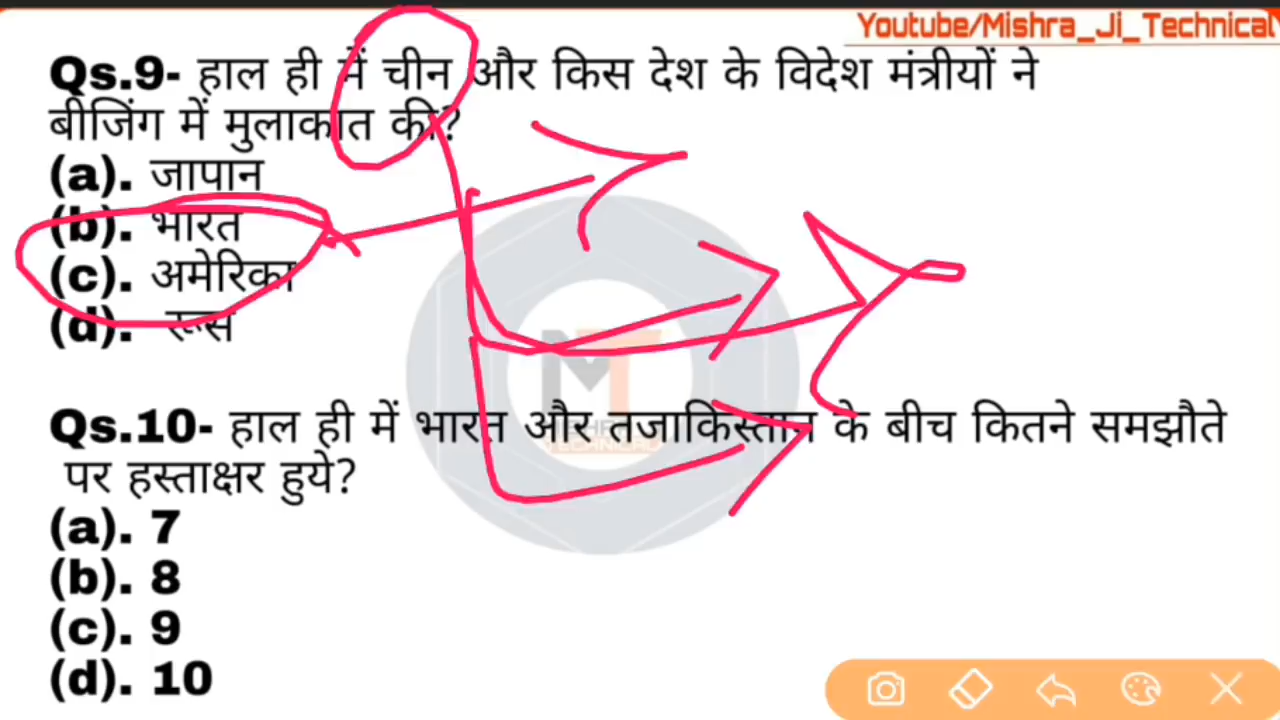 Youtube/Mishra_Ji_Technical
Qs.9- हाल ही में चीन और किस देश के विदेश मंत्रीयों ने
बीजिंग में मुलाकात की?
(a). जापान
(b). भारत
(c). अमेरिका
(d). रूस
Qs.10- हाल ही में भारत और तजाकिस्तान के बीच कितने समझौते
पर हस्ताक्षर हुये?
(a). 7
(b). 8
(c). 9
(d). 10